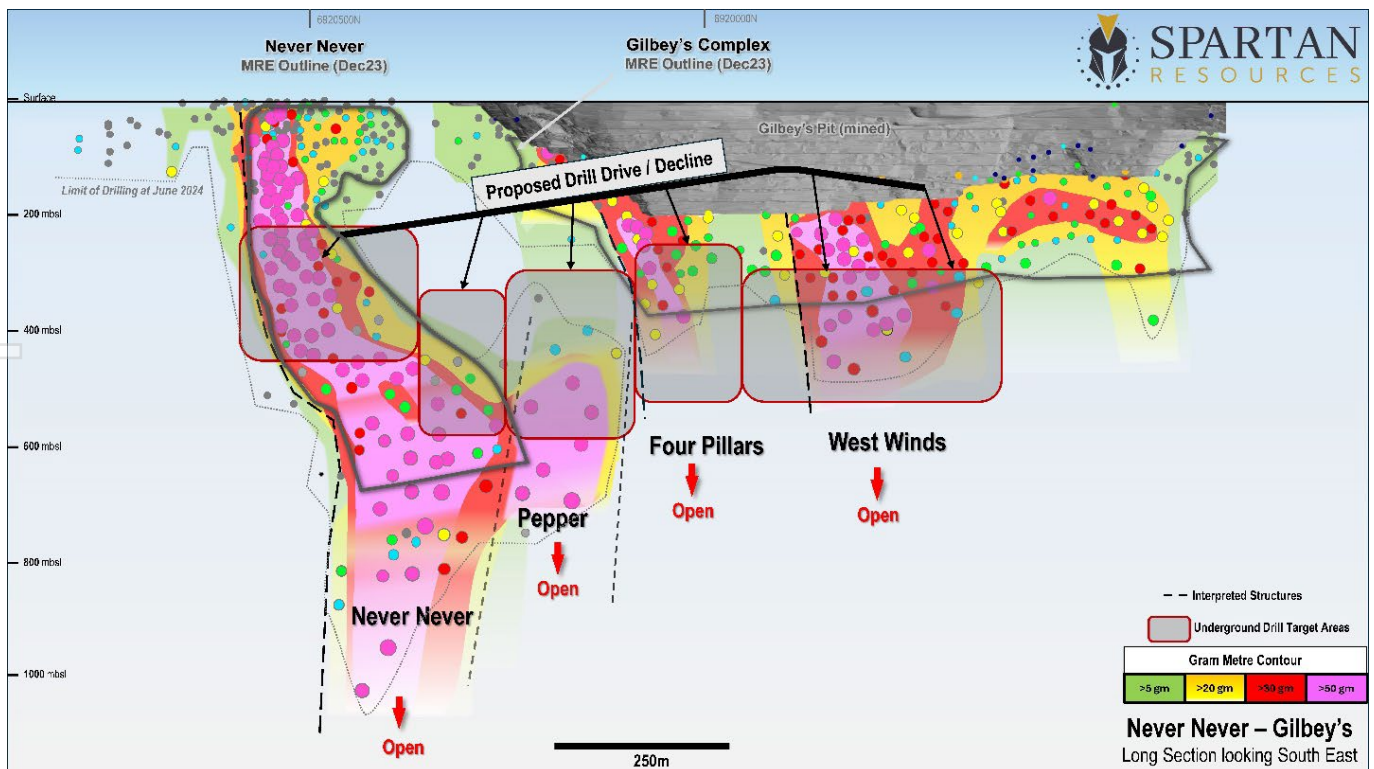 6820500N
6920000N
Never Never
MRE Outline (Dec23)
Gilbey's Complex
MRE Outline (Dec23)
SPARTAN
RESOURCES
Surface
Gilbey's Pit (mined)
Proposed Drill Drive / Decline
Limit of Drilling at June 2024
200 mbsl
400 mbsl
600 mbsl
800 mbsl
1000 mbsl
Four Pillars
Open
West Winds
Open
Pepper
Open
Never Never
Open
Interpreted Structures
Underground Drill Target Areas
Gram Metre Contour
>5 gm >20 gm >30 gm >50 gm
250m
Never Never – Gilbey's
Long Section looking South East